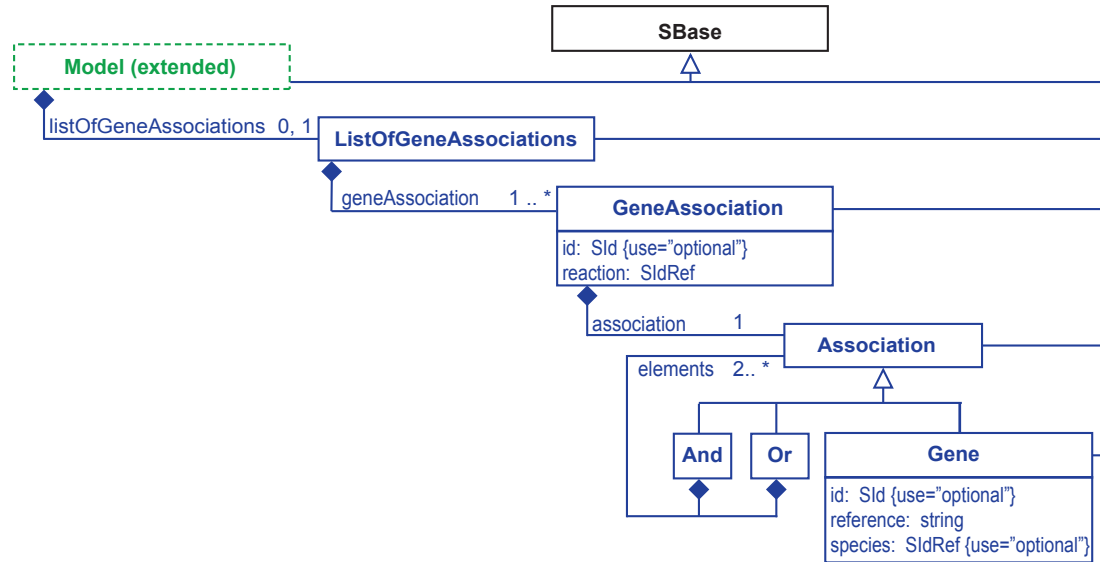 SBase
Model (extended)
listOfGeneAssociations 0, 1
ListOfGeneAssociations
geneAssociation 1 .. *
GeneAssociation
id: SId {use=”optional”}
reaction: SIdRef
association 1
Association
elements 2.. *
And
Or
Gene
id: SId {use=”optional”}
reference: string
species: SIdRef {use=”optional”}